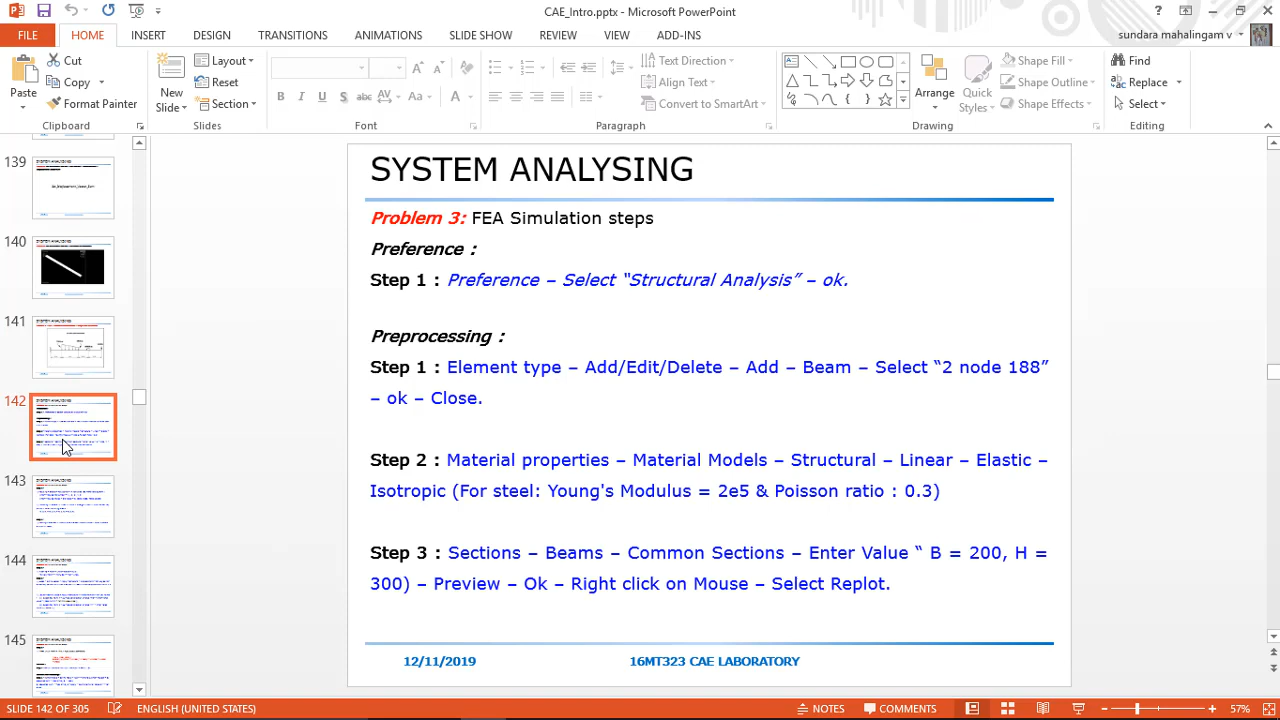 CAE_Intro.pptx - Microsoft PowerPoint
FILE HOME INSERT DESIGN TRANSITIONS ANIMATIONS SLIDE SHOW REVIEW VIEW ADD-INS sundara mahalingam v
Paste
Cut
Copy
Format Painter
Clipboard
New Slide
Layout
Reset
Section
Slides
Font
Text Direction
Align Text
Convert to SmartArt
Paragraph
Arrange
Quick Styles
Shape Fill
Shape Outline
Shape Effects
Drawing
Find
Replace
Select
Editing
139
140
141
142
143
144
145
SYSTEM ANALYSING
Problem 3: FEA Simulation steps
Preference :
Step 1 : Preference – Select “Structural Analysis” – ok.
Preprocessing :
Step 1 : Element type – Add/Edit/Delete – Add – Beam – Select “2 node 188”
– ok – Close.
Step 2 : Material properties – Material Models – Structural – Linear – Elastic –
Isotropic (For steel: Young's Modulus = 2e5 & Poisson ratio : 0.3)
Step 3 : Sections – Beams – Common Sections – Enter Value “ B = 200, H =
300) – Preview – Ok – Right click on Mouse – Select Replot.
12/11/2019 16MT323 CAE LABORATORY
SLIDE 142 OF 305 ENGLISH (UNITED STATES) NOTES COMMENTS 57%